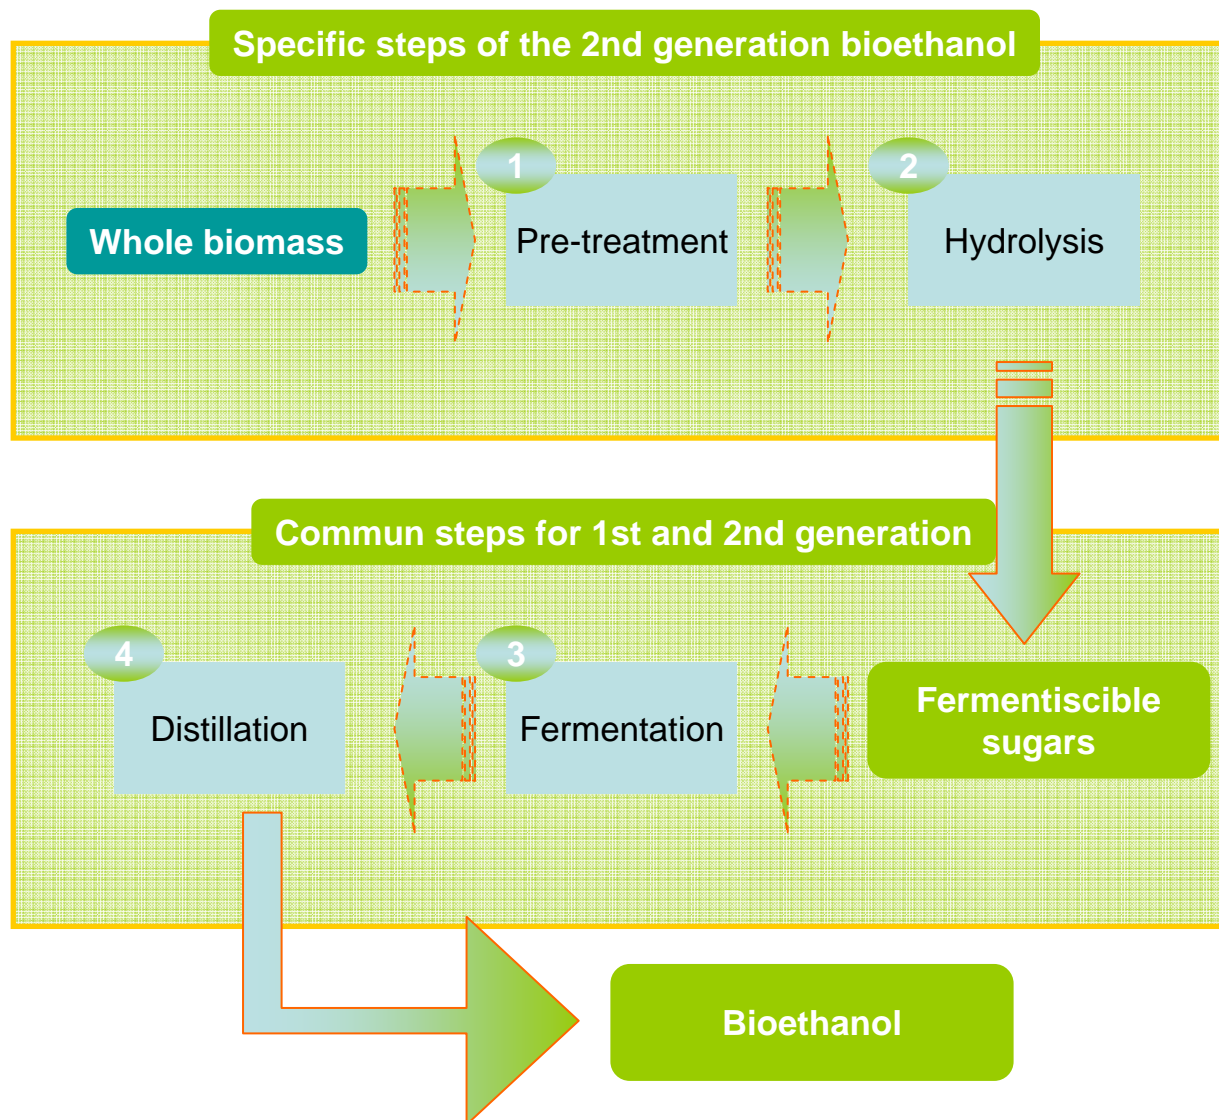 Specific steps of the 2nd generation bioethanol
1
2
Whole biomass
Pre-treatment
Hydrolysis
Commun steps for 1st and 2nd generation
4
3
Fermentiscible
sugars
Distillation
Fermentation
Bioethanol